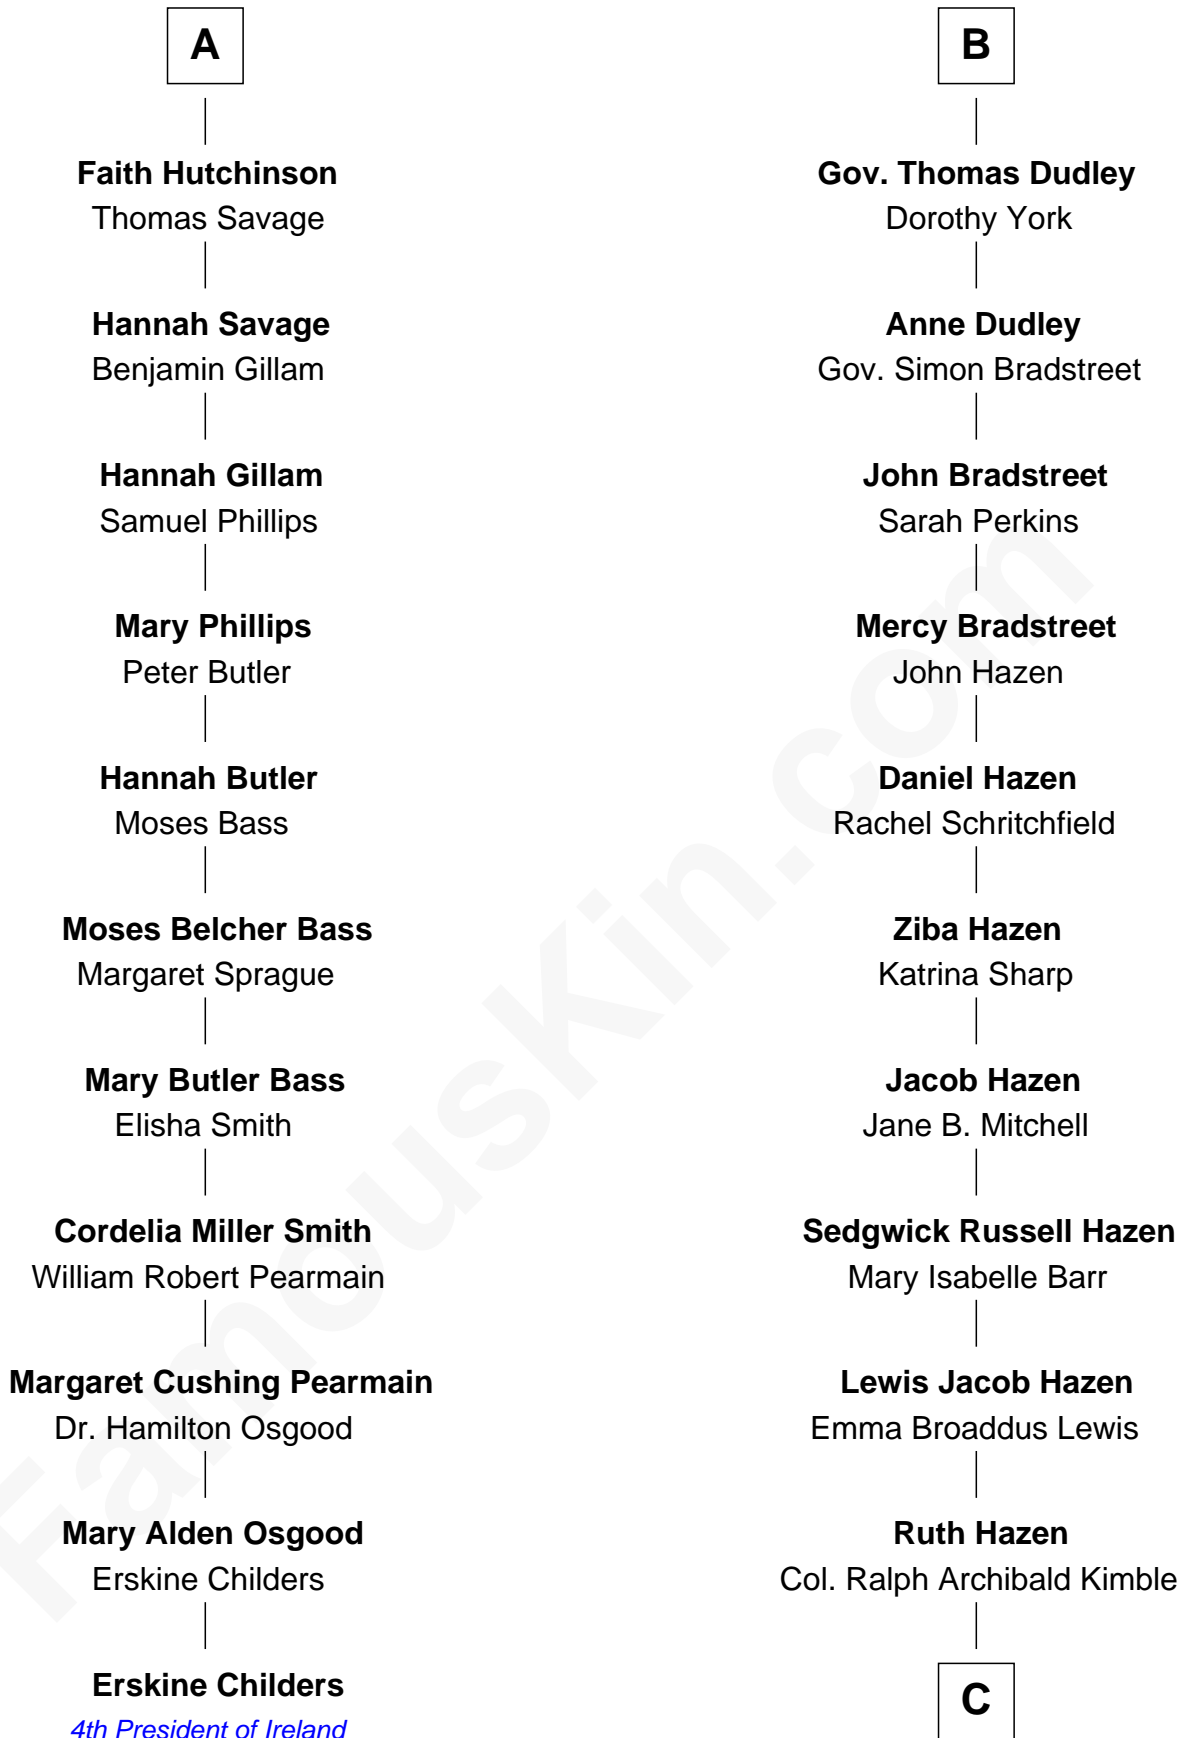 A
Faith Hutchinson
Thomas Savage
Hannah Savage
Benjamin Gillam
Hannah Gillam
Samuel Phillips
Mary Phillips
Peter Butler
Hannah Butler
Moses Bass
Moses Belcher Bass
Margaret Sprague
Mary Butler Bass
Elisha Smith
Cordelia Miller Smith
William Robert Pearmain
Margaret Cushing Pearmain
Dr. Hamilton Osgood
Mary Alden Osgood
Erskine Childers
Erskine Childers
4th President of Ireland
B
Gov. Thomas Dudley
Dorothy York
Anne Dudley
Gov. Simon Bradstreet
John Bradstreet
Sarah Perkins
Mercy Bradstreet
John Hazen
Daniel Hazen
Rachel Schritchfield
Ziba Hazen
Katrina Sharp
Jacob Hazen
Jane B. Mitchell
Sedgwick Russell Hazen
Mary Isabelle Barr
Lewis Jacob Hazen
Emma Broaddus Lewis
Ruth Hazen
Col. Ralph Archibald Kimble
C
FamousKin.com